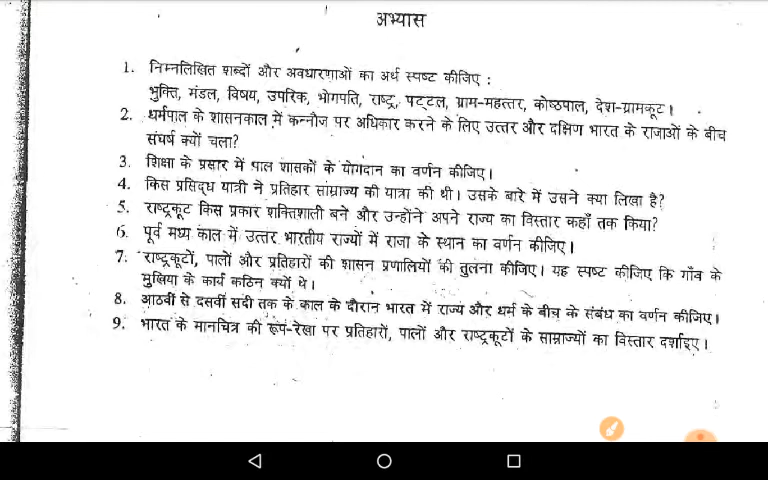 अभ्यास
1. निम्नलिखित शब्दों और अवधारणाओं का अर्थ स्पष्ट कीजिए :
भुक्ति, मंडल, विषय, उपरिक, भोगपति, राष्ट्र, पट्टल, ग्राम-महत्तर, कोष्ठपाल, देश-ग्रामकूट।
2. धर्मपाल के शासनकाल में कन्नौज पर अधिकार करने के लिए उत्तर और दक्षिण भारत के राजाओं के बीच
संघर्ष क्यों चला?
3. शिक्षा के प्रसार में पाल शासकों के योगदान का वर्णन कीजिए।
4. किस प्रसिद्ध यात्री ने प्रतिहार साम्राज्य की यात्रा की थी। उसके बारे में उसने क्या लिखा है?
5. राष्ट्रकूट किस प्रकार शक्तिशाली बने और उन्होंने अपने राज्य का विस्तार कहाँ तक किया?
6. पूर्व मध्य काल में उत्तर भारतीय राज्यों में राजा के स्थान का वर्णन कीजिए।
7. राष्ट्रकूटों, पालों और प्रतिहारों की शासन प्रणालियों की तुलना कीजिए। यह स्पष्ट कीजिए कि गाँव के
मुखिया के कार्य कठिन क्यों थे।
8. आठवीं से दसवीं सदी तक के काल के दौरान भारत में राज्य और धर्म के बीच के संबंध का वर्णन कीजिए।
9. भारत के मानचित्र की रूप-रेखा पर प्रतिहारों, पालों और राष्ट्रकूटों के साम्राज्यों का विस्तार दर्शाइए।